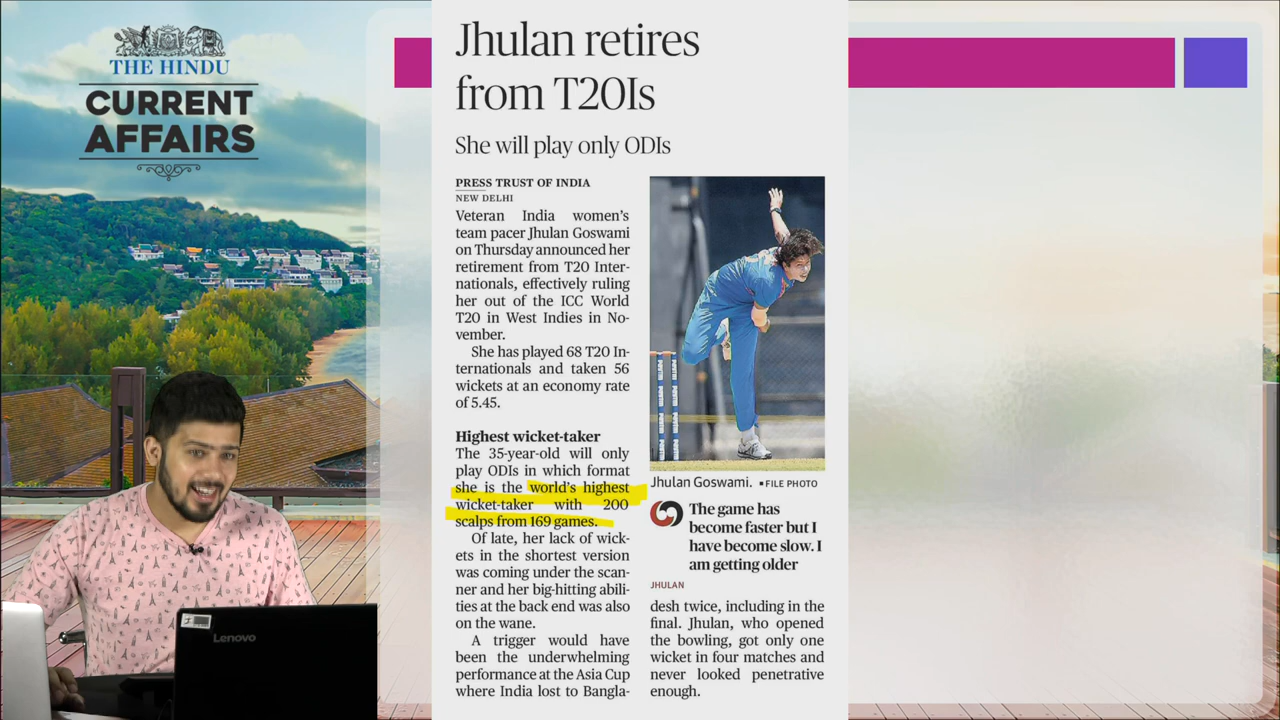 THE HINDU
CURRENT
AFFAIRS
Jhulan retires
from T20Is
She will play only ODIs
PRESS TRUST OF INDIA
NEW DELHI
Veteran India women's
team pacer Jhulan Goswami
on Thursday announced her
retirement from T20 Inter-
nationals, effectively ruling
her out of the ICC World
T20 in West Indies in No-
vember.
She has played 68 T20 In-
ternationals and taken 56
wickets at an economy rate
of 5.45.
Highest wicket-taker
The 35-year-old will only
play ODIs in which format
she is the world's highest
wicket-taker with 200
scalps from 169 games.
Of late, her lack of wick-
ets in the shortest version
was coming under the scan-
ner and her big-hitting abili-
ties at the back end was also
on the wane.
A trigger would have
been the underwhelming
performance at the Asia Cup
where India lost to Bangla-
Jhulan Goswami. ▪FILE PHOTO
The game has
become faster but I
have become slow. I
am getting older
JHULAN
desh twice, including in the
final. Jhulan, who opened
the bowling, got only one
wicket in four matches and
never looked penetrative
enough.
Lenovo